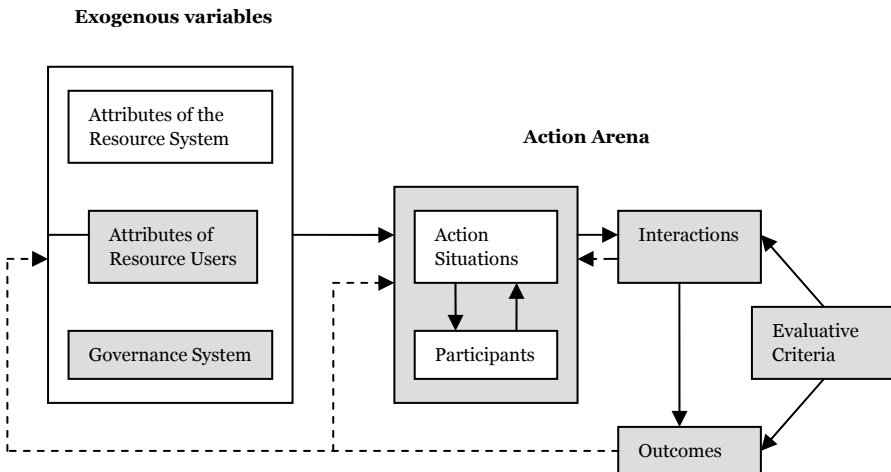 Exogenous variables
Attributes of the
Resource System
Action Arena
Attributes of
Resource Users
Action
Situations
Interactions
Evaluative
Criteria
Governance System
Participants
Outcomes